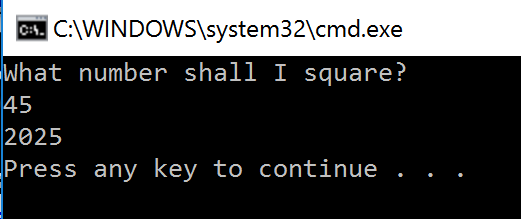 C:\WINDOWS\system32\cmd.exe
What number shall I square?
45
2025
Press any key to continue . . .